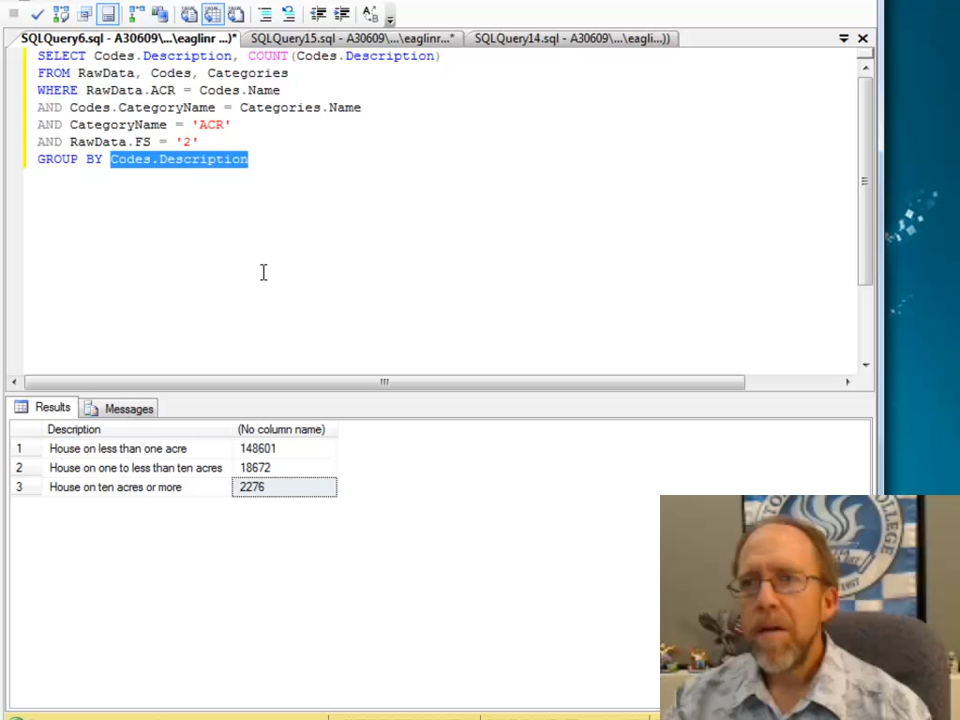 SQLQuery6.sql - A30609\...\eaglinr ...)* SQLQuery15.sql - A30609\...\eaglinr...* SQLQuery14.sql - A30609\...\eagli...))
SELECT Codes.Description, COUNT(Codes.Description)
FROM RawData, Codes, Categories
WHERE RawData.ACR = Codes.Name
AND Codes.CategoryName = Categories.Name
AND CategoryName = 'ACR'
AND RawData.FS = '2'
GROUP BY Codes.Description
Results Messages
Description (No column name)
1 House on less than one acre 148601
2 House on one to less than ten acres 18672
3 House on ten acres or more 2276
COLLEGE